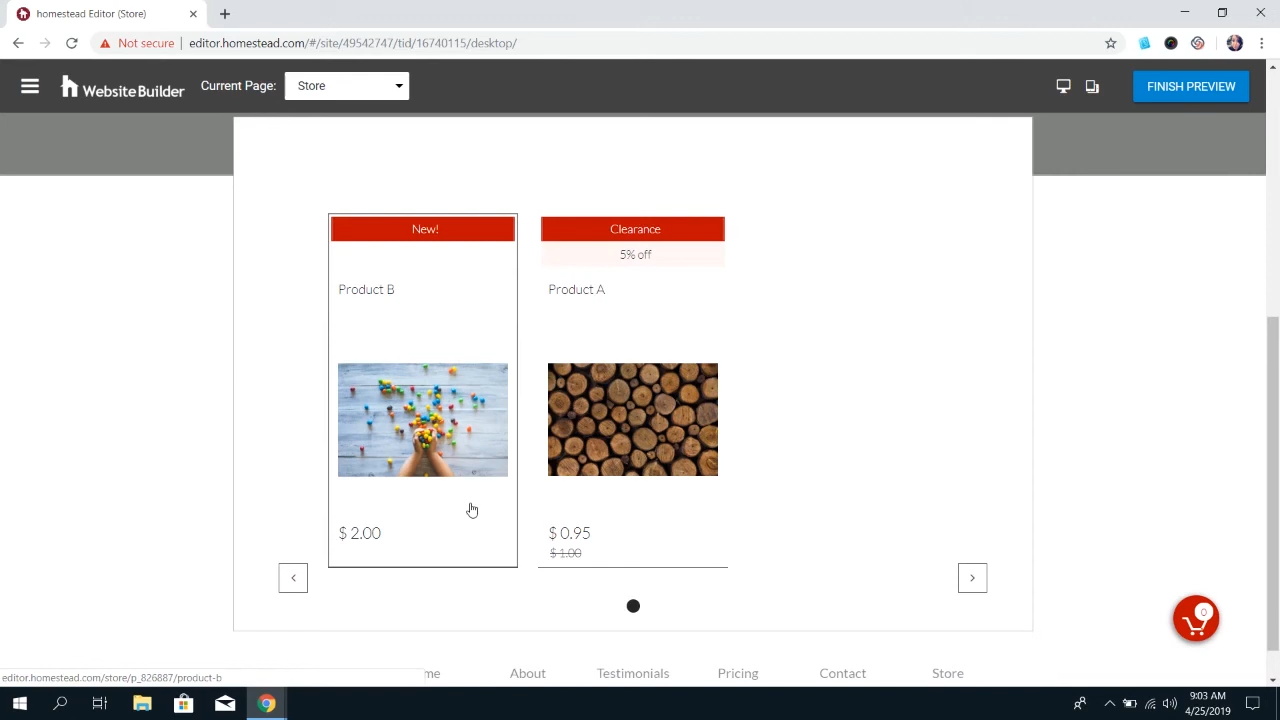 homestead Editor (Store)
Not secure editor.homestead.com/#/site/49542747/tid/16740115/desktop/
WebsiteBuilder Current Page: Store FINISH PREVIEW
New!
Clearance
5% off
Product B
Product A
$ 2.00
$ 0.95
$ 1.00
0
me About Testimonials Pricing Contact Store
editor.homestead.com/store/p_826887/product-b
9:03 AM
4/25/2019